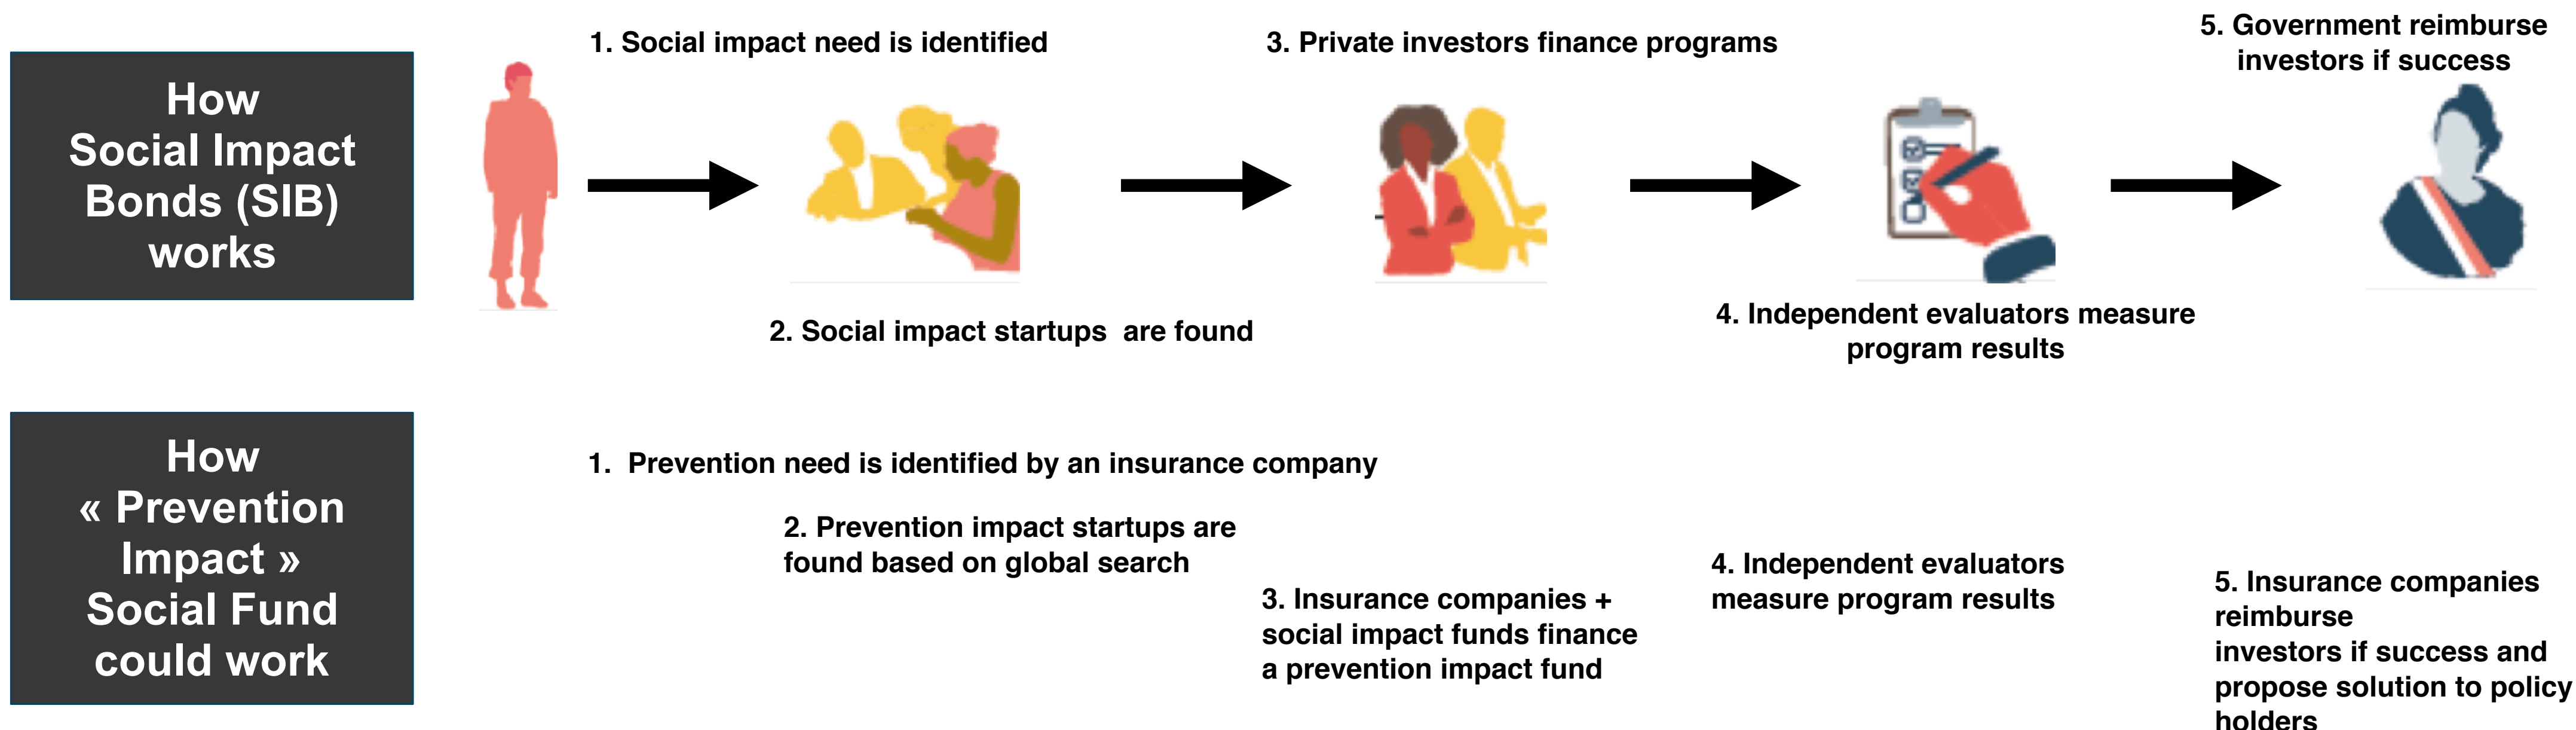 How
Social Impact
Bonds (SIB)
works
1. Social impact need is identified
2. Social impact startups  are found
3. Private investors finance programs
4. Independent evaluators measure
program results
5. Government reimburse
investors if success
How
« Prevention
Impact »
Social Fund
could work
1.  Prevention need is identified by an insurance company
2. Prevention impact startups are
found based on global search
3. Insurance companies +
social impact funds finance
a prevention impact fund
4. Independent evaluators
measure program results
5. Insurance companies
reimburse
investors if success and
propose solution to policy
holders